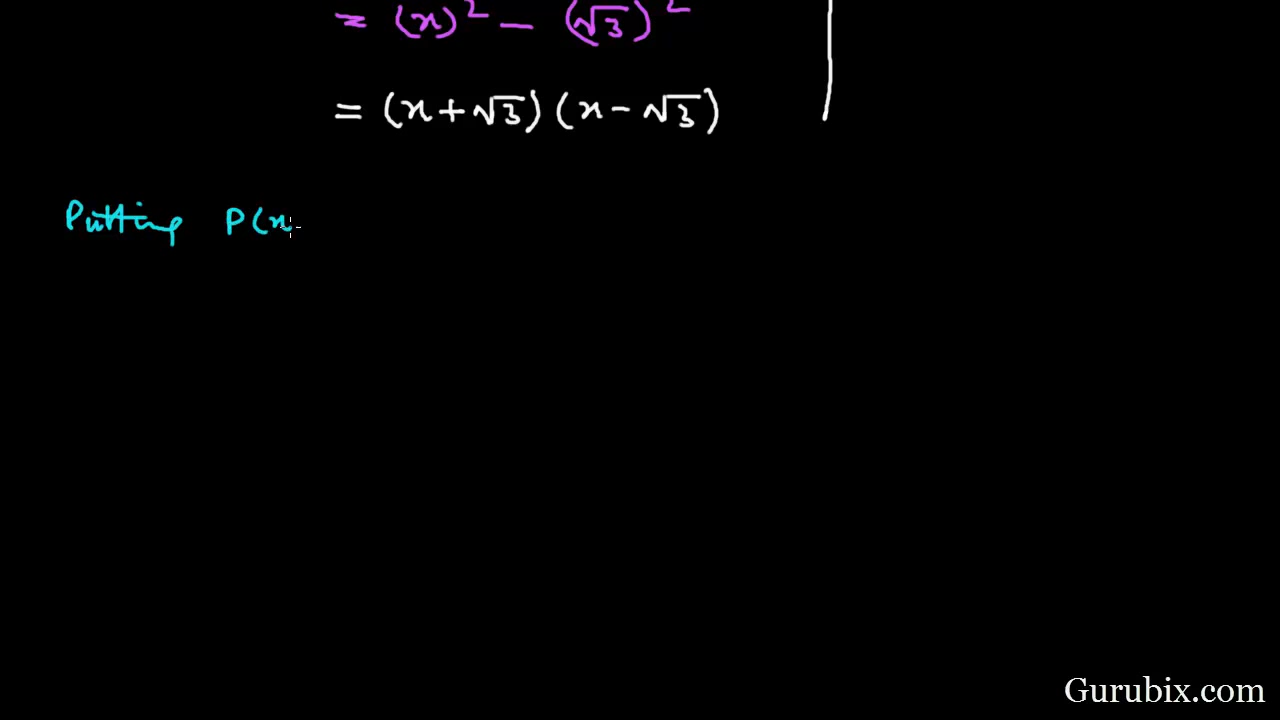 = (x)² − (√3)²
= (x+√3)(x−√3)
Putting P(x
Gurubix.com